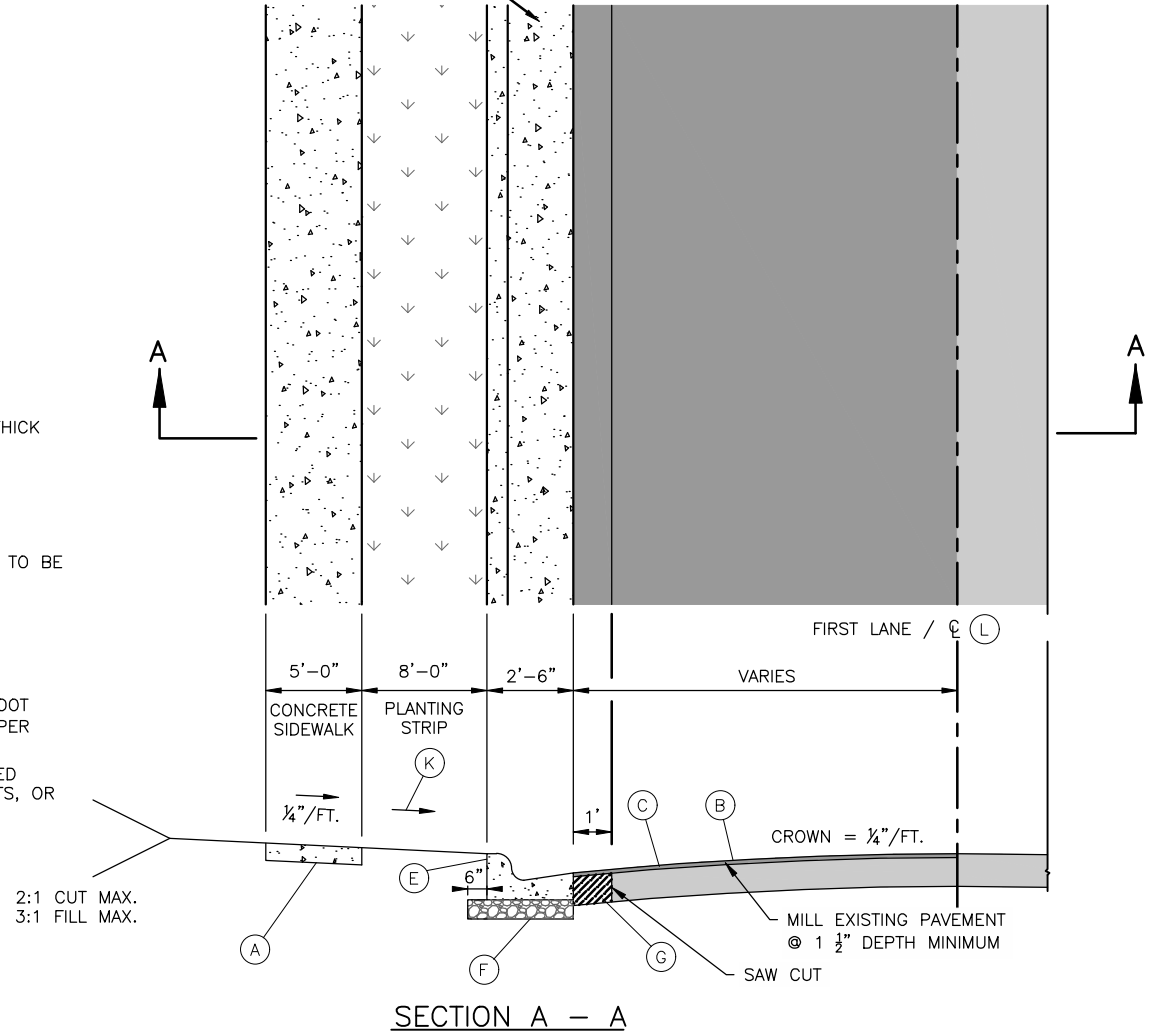 A
A
THICK
TO BE
FIRST LANE / ℄ L
5'-0"
8'-0"
2'-6"
VARIES
CONCRETE
SIDEWALK
PLANTING
STRIP
OOT
PER
K
ED
TS, OR
¼"/FT.
1'
C
B
CROWN = ¼"/FT.
E
6"
2:1 CUT MAX.
3:1 FILL MAX.
A
F
G
MILL EXISTING PAVEMENT
@ 1 ½" DEPTH MINIMUM
SAW CUT
SECTION A – A